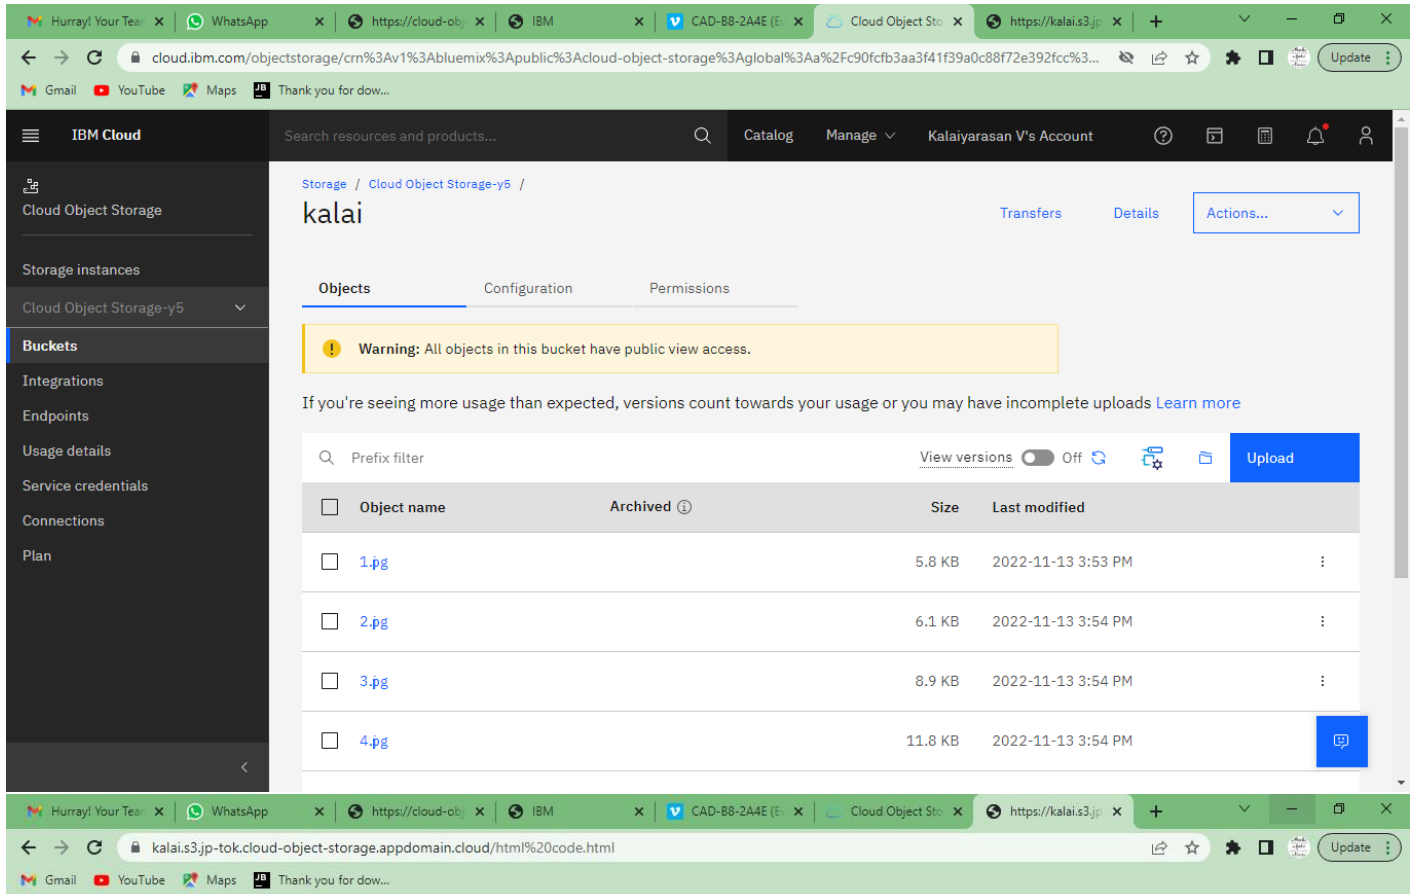 Hurray! Your Tea
WhatsApp
https://cloud-obj
IBM
CAD-B8-2A4E (E
Cloud Object Sto
https://kalai.s3.jp
cloud.ibm.com/objectstorage/crn%3Av1%3Abluemix%3Apublic%3Acloud-object-storage%3Aglobal%3Aa%2Fc90fcfb3aa3f41f39a0c88f72e392fcc%3...
Update
Gmail
YouTube
Maps
Thank you for dow...
IBM Cloud
Search resources and products...
Catalog
Manage
Kalaiyarasan V's Account
Cloud Object Storage
Storage instances
Cloud Object Storage-y5
Buckets
Integrations
Endpoints
Usage details
Service credentials
Connections
Plan
Storage / Cloud Object Storage-y5 /
kalai
Transfers
Details
Actions...
Objects
Configuration
Permissions
Warning: All objects in this bucket have public view access.
If you're seeing more usage than expected, versions count towards your usage or you may have incomplete uploads Learn more
Prefix filter
View versions
Off
Upload
Object name Archived Size Last modified
1.jpg 5.8 KB 2022-11-13 3:53 PM
2.jpg 6.1 KB 2022-11-13 3:54 PM
3.jpg 8.9 KB 2022-11-13 3:54 PM
4.jpg 11.8 KB 2022-11-13 3:54 PM
Hurray! Your Tea
WhatsApp
https://cloud-obj
IBM
CAD-B8-2A4E (E
Cloud Object Sto
https://kalai.s3.jp
kalai.s3.jp-tok.cloud-object-storage.appdomain.cloud/html%20code.html
Update
Gmail
YouTube
Maps
Thank you for dow...